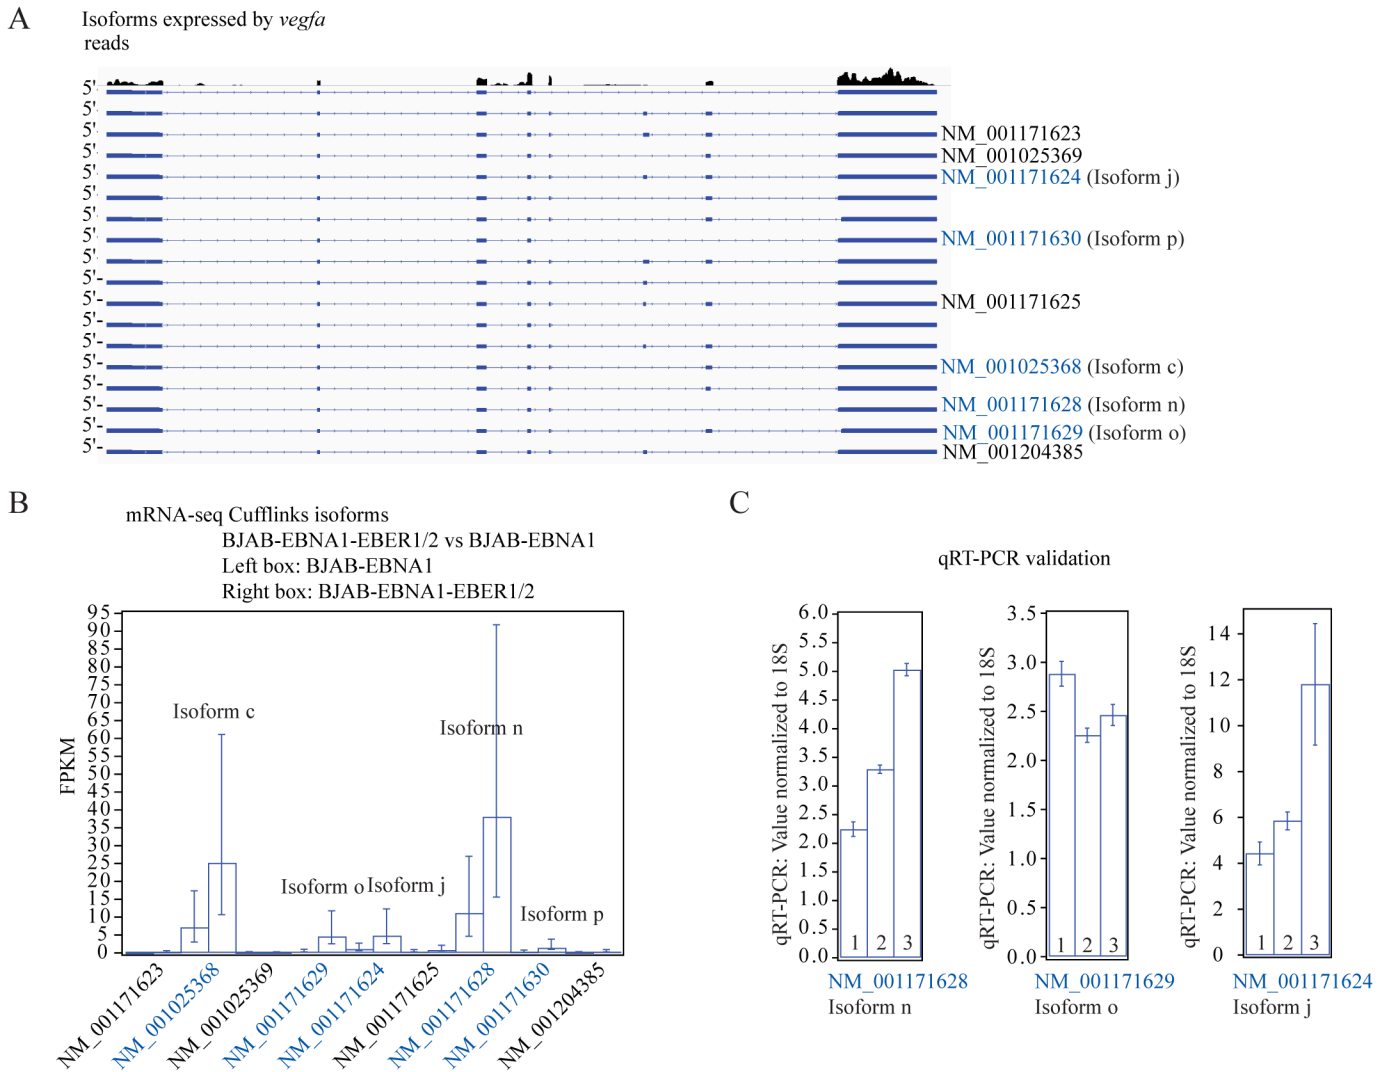 A
Isoforms expressed by vegfa
reads
5'-
5'-
5'-
NM_001171623
5'-
NM_001025369
5'-
NM_001171624 (Isoform j)
5'-
5'-
5'-
NM_001171630 (Isoform p)
5'-
5'-
5'-
NM_001171625
5'-
5'-
5'-
NM_001025368 (Isoform c)
5'-
5'-
NM_001171628 (Isoform n)
5'-
NM_001171629 (Isoform o)
5'-
NM_001204385
B
mRNA-seq Cufflinks isoforms
BJAB-EBNA1-EBER1/2 vs BJAB-EBNA1
Left box: BJAB-EBNA1
Right box: BJAB-EBNA1-EBER1/2
FPKM
95
90
85
80
75
70
65
60
55
50
45
40
35
30
25
20
15
10
5
0
Isoform c
Isoform o
Isoform j
Isoform n
Isoform p
NM_001171623
NM_001025368
NM_001025369
NM_001171629
NM_001171624
NM_001171625
NM_001171628
NM_001171630
NM_001204385
C
qRT-PCR validation
qRT-PCR: Value normalized to 18S
6.0
5.5
5.0
4.5
4.0
3.5
3.0
2.5
2.0
1.5
1.0
0.5
0.0
1 2 3
NM_001171628
Isoform n
qRT-PCR: Value normalized to 18S
3.5
3.0
2.5
2.0
1.5
1.0
0.5
0.0
1 2 3
NM_001171629
Isoform o
qRT-PCR: Value normalized to 18S
14
12
10
8
6
4
2
0
1 2 3
NM_001171624
Isoform j